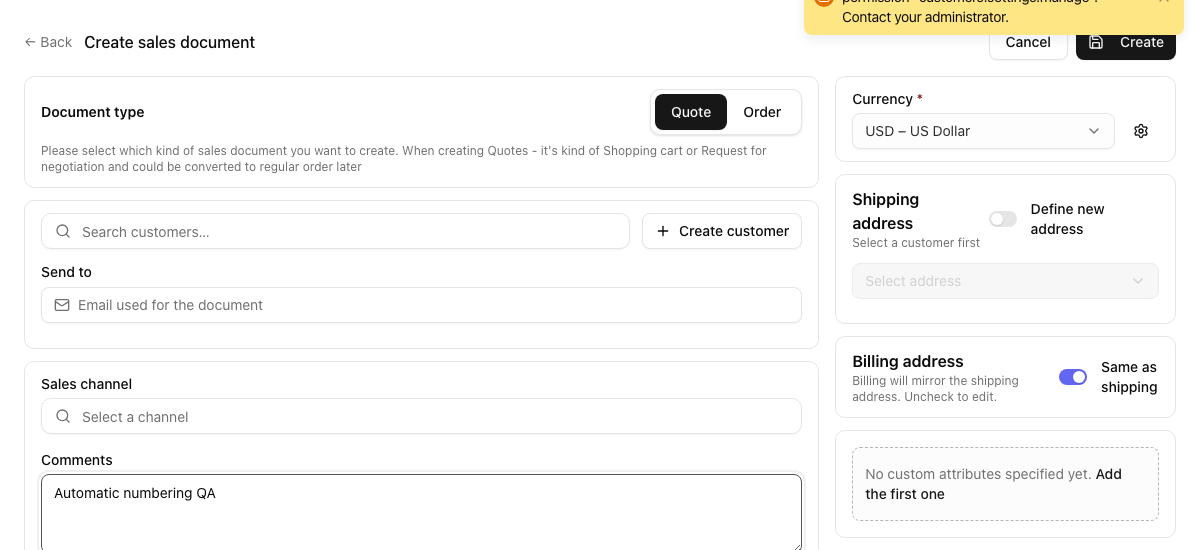 Contact your administrator.
← Back Create sales document Cancel Create
Document type
Quote Order
Please select which kind of sales document you want to create. When creating Quotes - it's kind of Shopping cart or Request for
negotiation and could be converted to regular order later
Search customers...
Create customer
Send to
Email used for the document
Sales channel
Select a channel
Comments
Automatic numbering QA
Currency *
USD – US Dollar
Shipping
address
Select a customer first
Define new
address
Select address
Billing address
Billing will mirror the shipping
address. Uncheck to edit.
Same as
shipping
No custom attributes specified yet. Add
the first one